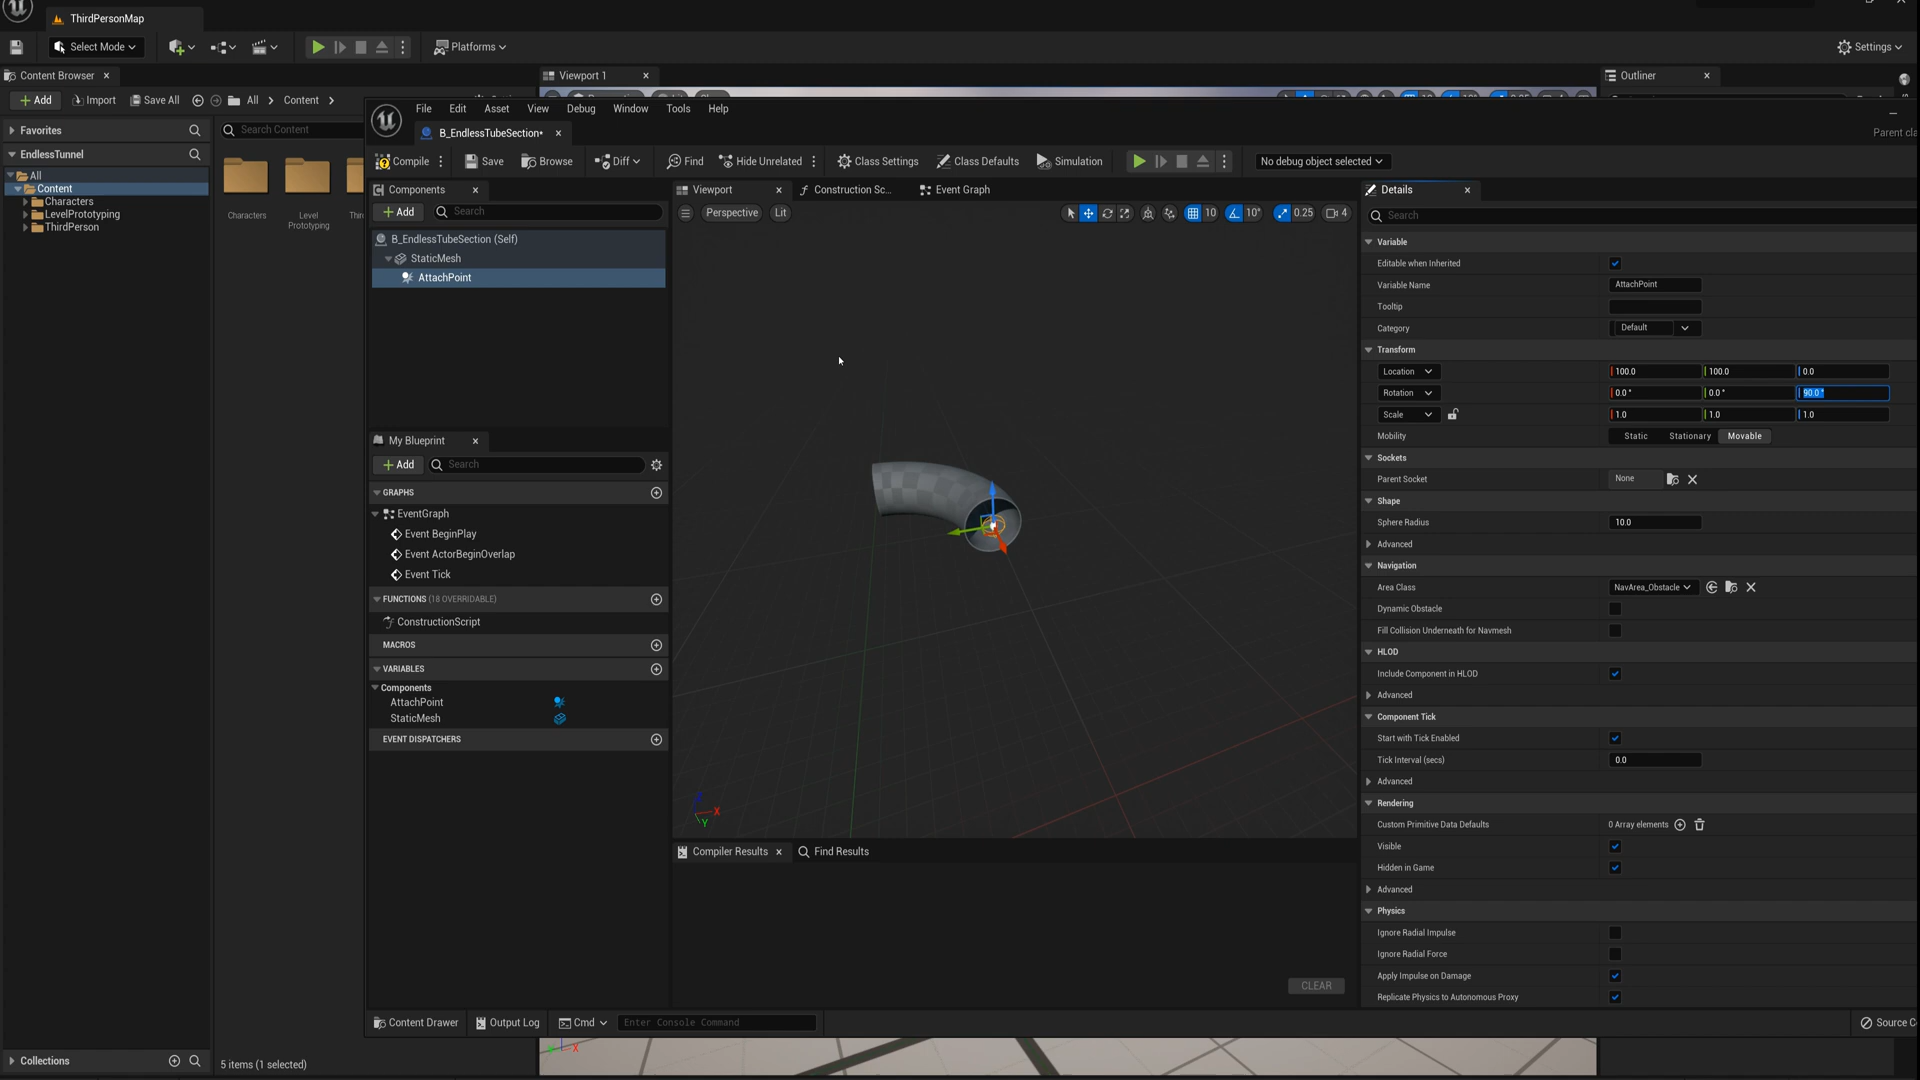 ThirdPersonMap
Select Mode
Platforms
Settings
Content Browser
Viewport 1
Outliner
Add
Import
Save All
All
Content
File Edit Asset View Debug Window Tools Help
Favorites
Search Content
B_EndlessTubeSection*
Parent cla
EndlessTunnel
Compile
Save
Browse
Diff
Find
Hide Unrelated
Class Settings
Class Defaults
Simulation
No debug object selected
All
Content
Characters
LevelPrototyping
ThirdPerson
Characters
Level
Prototyping
Components
Add
Search
B_EndlessTubeSection (Self)
StaticMesh
AttachPoint
My Blueprint
Add
Search
GRAPHS
EventGraph
Event BeginPlay
Event ActorBeginOverlap
Event Tick
FUNCTIONS (18 OVERRIDABLE)
ConstructionScript
MACROS
VARIABLES
Components
AttachPoint
StaticMesh
EVENT DISPATCHERS
Viewport
Construction Sc...
Event Graph
Perspective
Lit
10
10°
0.25
4
X
Y
Compiler Results
Find Results
CLEAR
Details
Search
Variable
Editable when Inherited
Variable Name AttachPoint
Tooltip
Category Default
Transform
Location 100.0 100.0 0.0
Rotation 0.0 ° 0.0 ° 90.0 °
Scale 1.0 1.0 1.0
Mobility Static Stationary Movable
Sockets
Parent Socket None
Shape
Sphere Radius 10.0
Advanced
Navigation
Area Class NavArea_Obstacle
Dynamic Obstacle
Fill Collision Underneath for Navmesh
HLOD
Include Component in HLOD
Advanced
Component Tick
Start with Tick Enabled
Tick Interval (secs) 0.0
Advanced
Rendering
Custom Primitive Data Defaults 0 Array elements
Visible
Hidden in Game
Advanced
Physics
Ignore Radial Impulse
Ignore Radial Force
Apply Impulse on Damage
Replicate Physics to Autonomous Proxy
Content Drawer
Output Log
Cmd
Enter Console Command
Source C
Collections
5 items (1 selected)
X